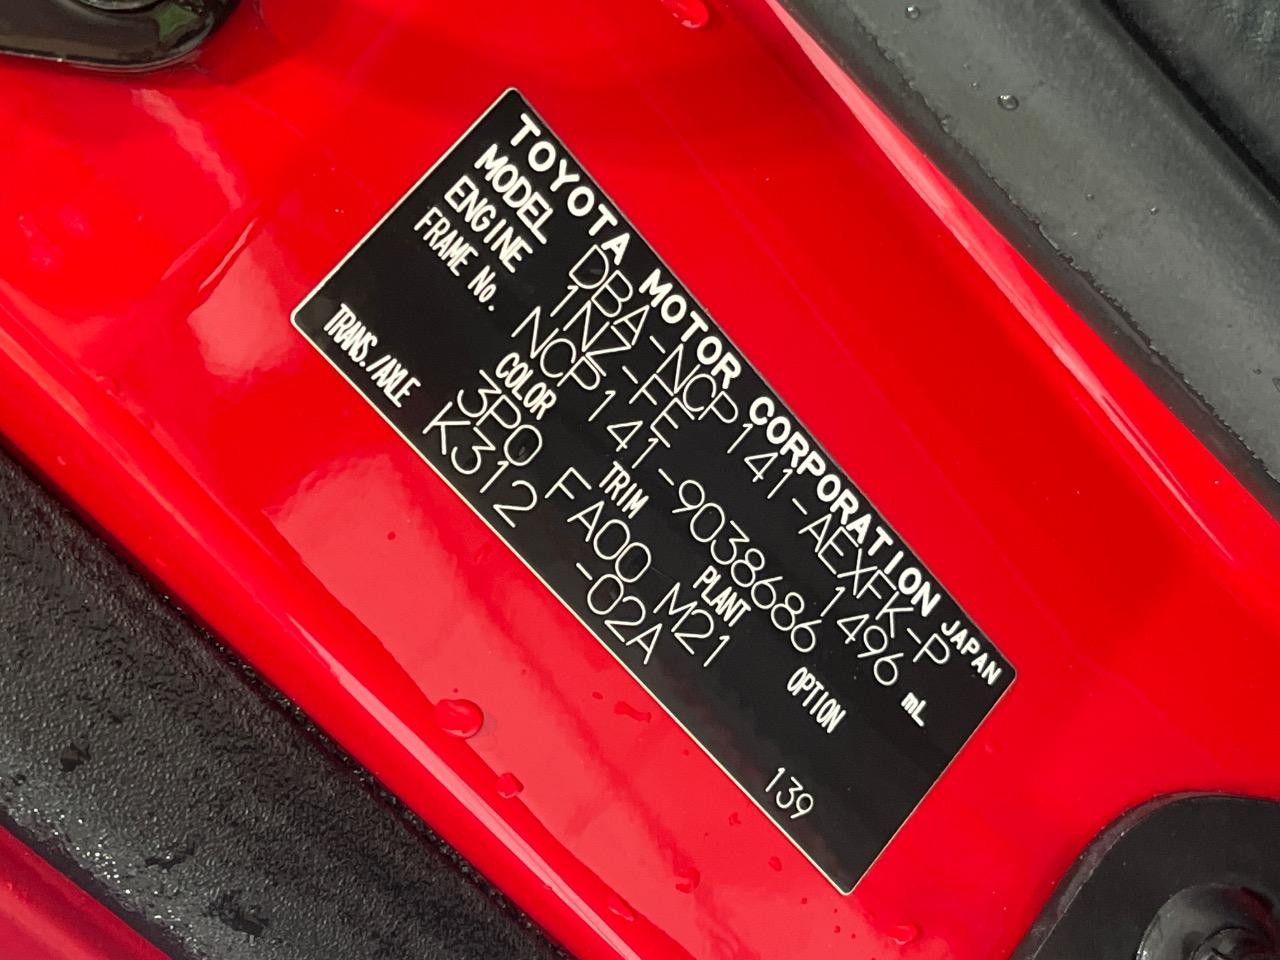 TOYOTA MOTOR CORPORATION JAPAN
MODEL DBA-NCP141-AEXFK-P
ENGINE 1NZ-FE 1496 mL
FRAME No. NCP141-9038686
COLOR TRIM PLANT OPTION
3P0 FA00 M21
TRANS./AXLE K312 -02A
139